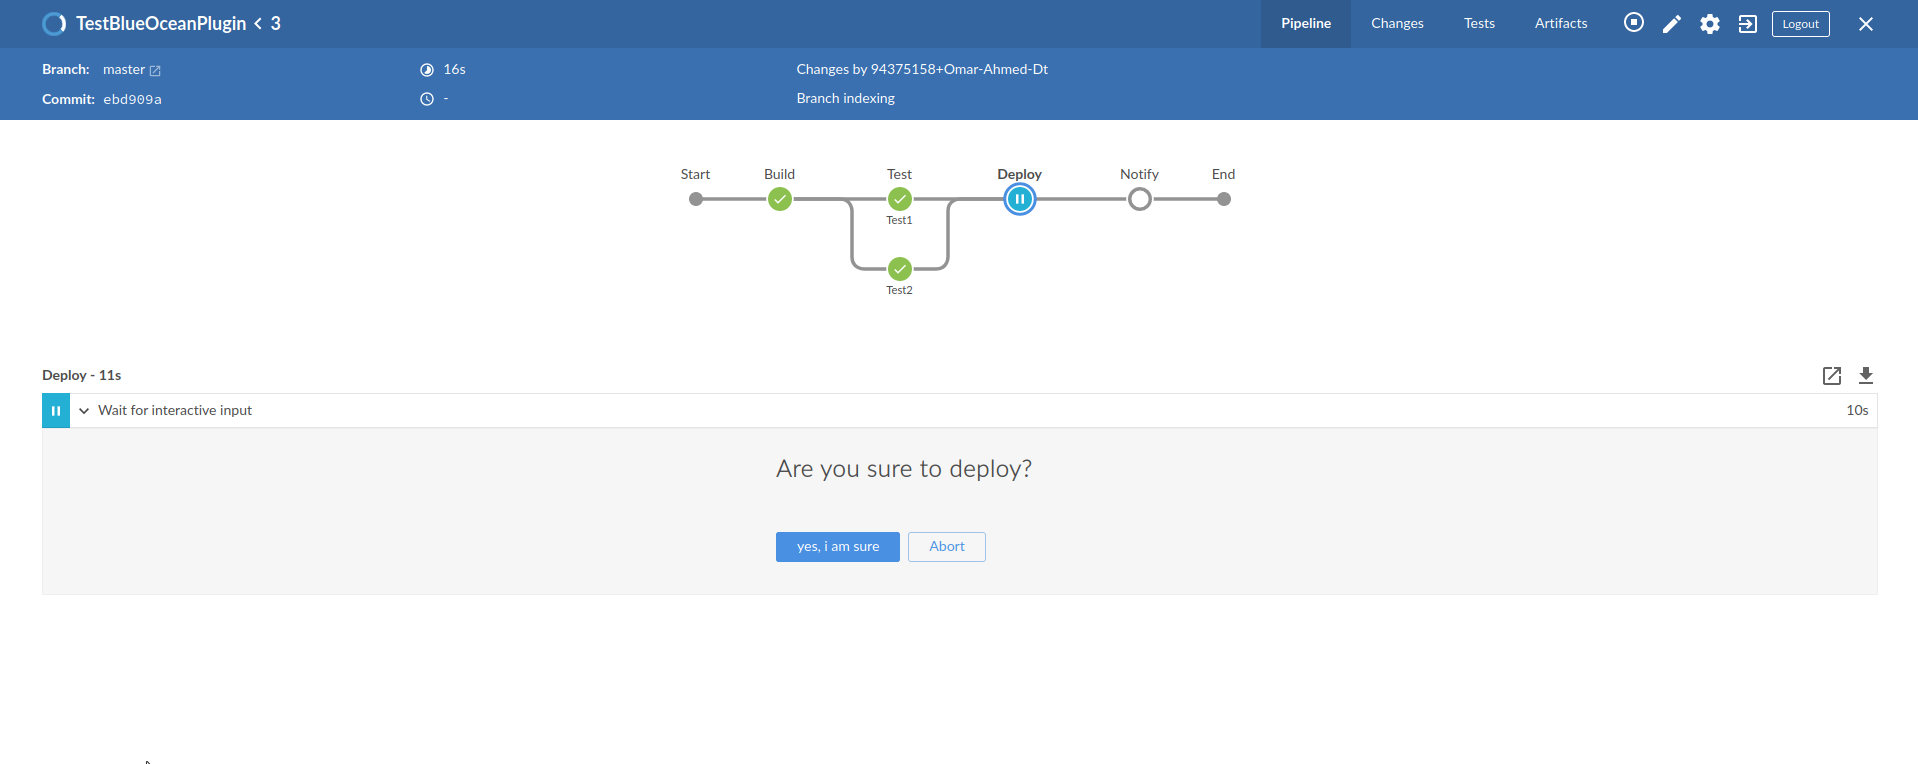 TestBlueOceanPlugin < 3
Pipeline
Changes
Tests
Artifacts
Logout
Branch: master
16s
Changes by 94375158+Omar-Ahmed-Dt
Commit: ebd909a
-
Branch indexing
Start
Build
Test
Deploy
Notify
End
Test1
Test2
Deploy - 11s
Wait for interactive input
10s
Are you sure to deploy?
yes, i am sure
Abort